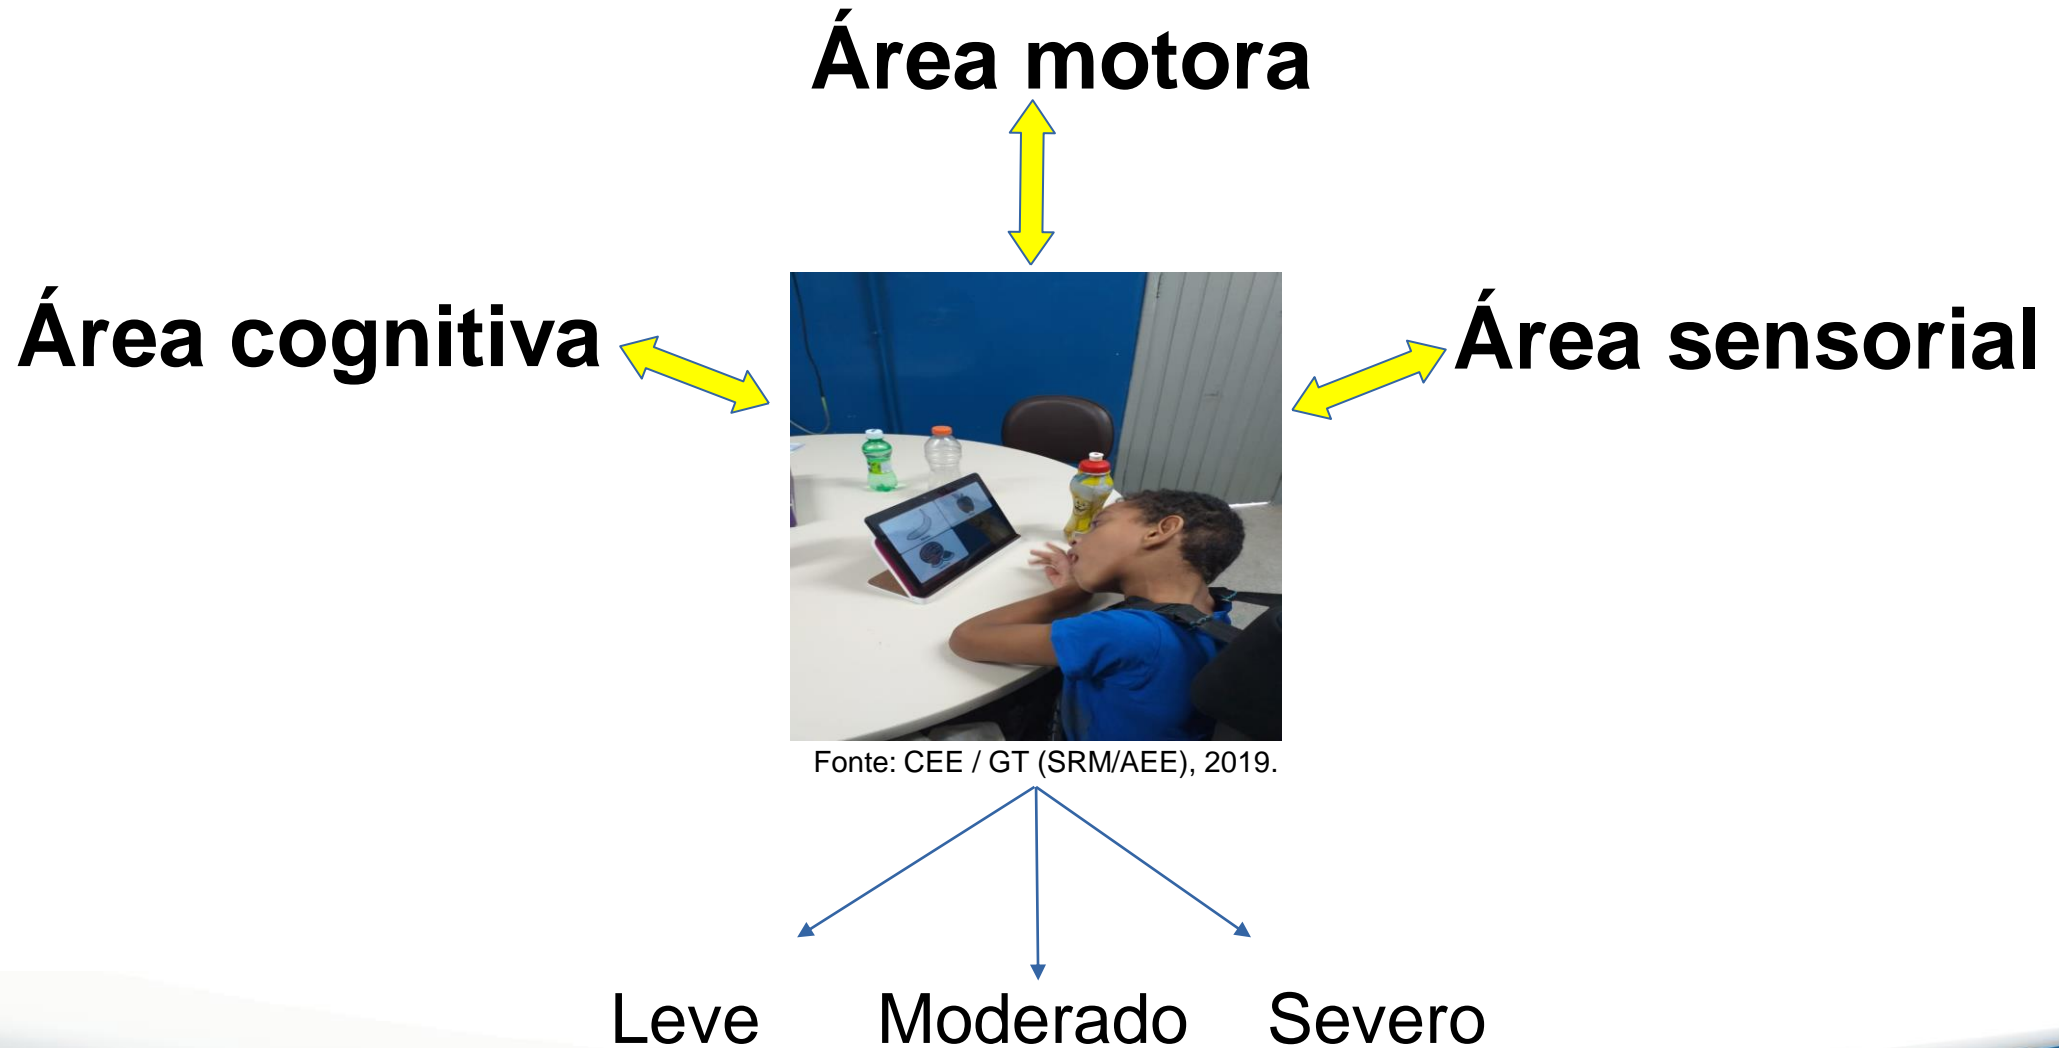 Área motora
Área cognitiva
Área sensorial
Fonte: CEE / GT (SRM/AEE), 2019.
Leve
Moderado
Severo